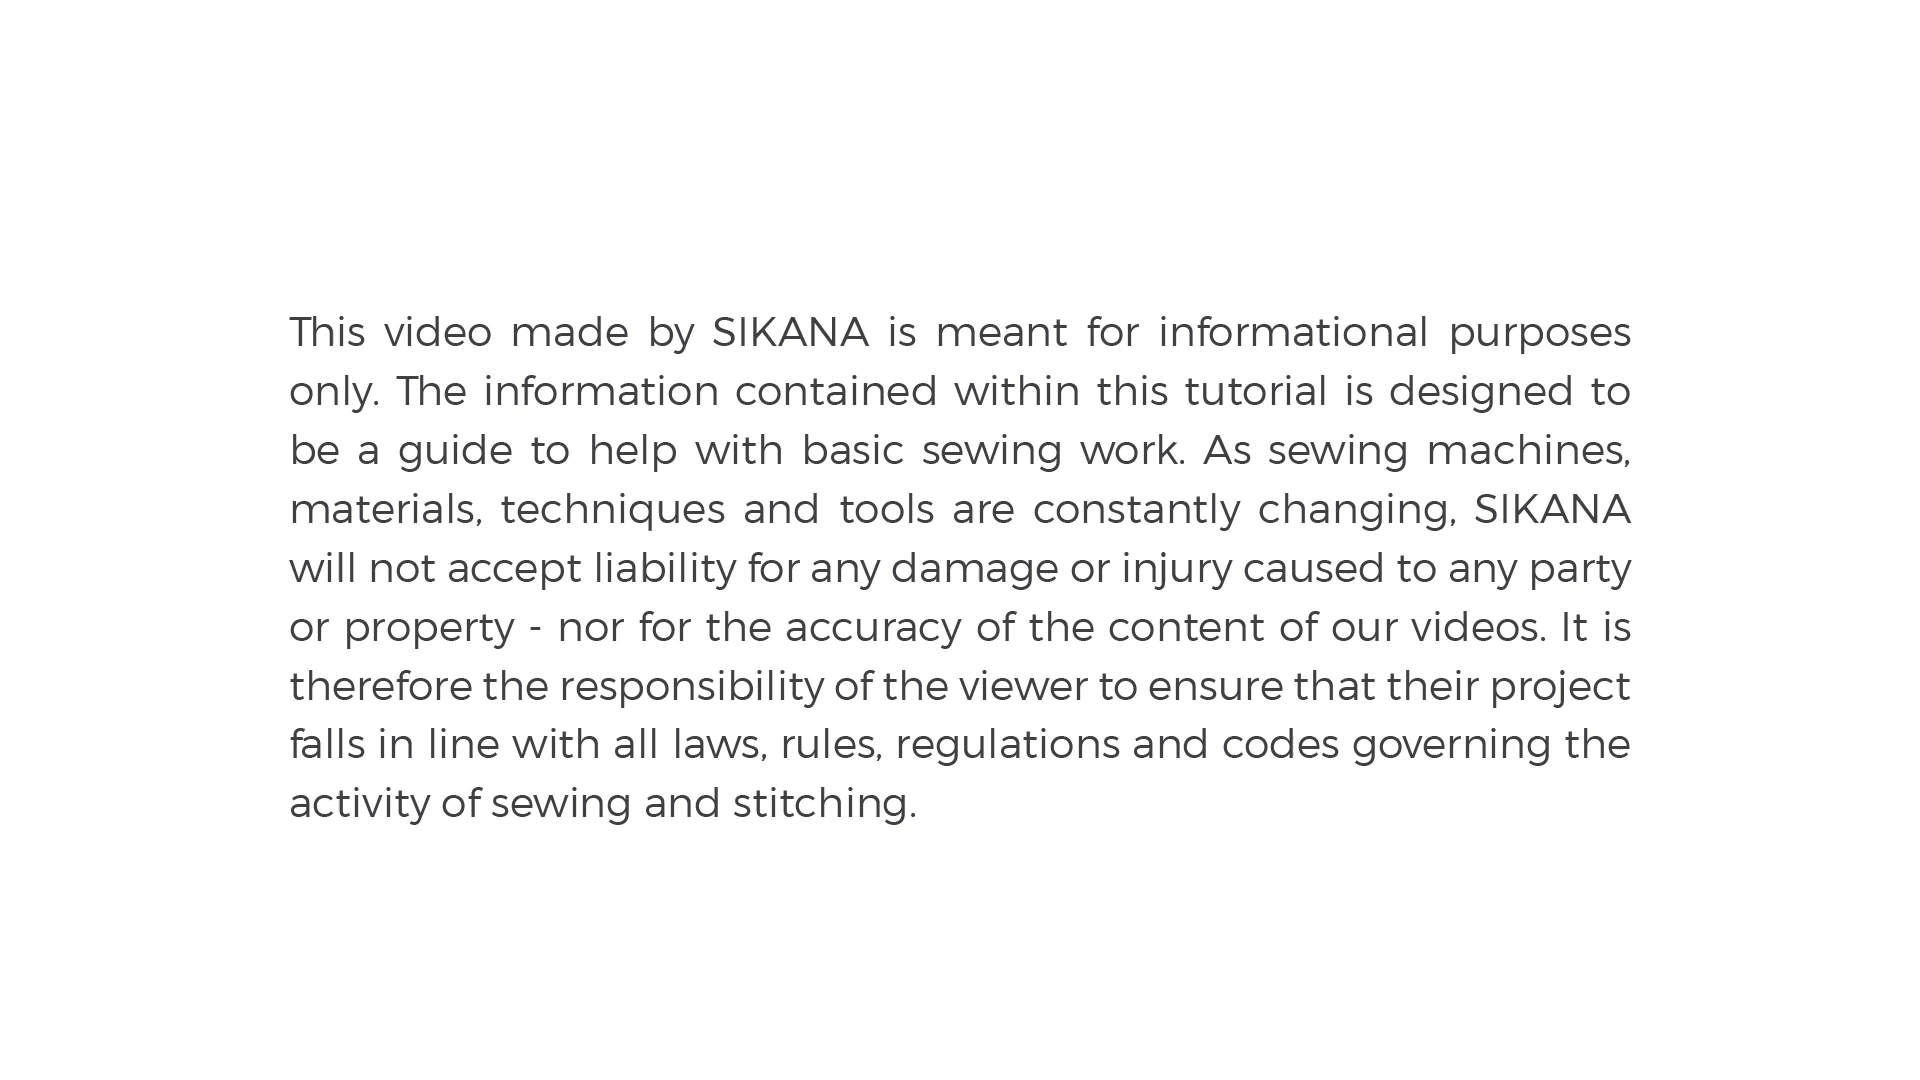 This video made by SIKANA is meant for informational purposes
only. The information contained within this tutorial is designed to
be a guide to help with basic sewing work. As sewing machines,
materials, techniques and tools are constantly changing, SIKANA
will not accept liability for any damage or injury caused to any party
or property - nor for the accuracy of the content of our videos. It is
therefore the responsibility of the viewer to ensure that their project
falls in line with all laws, rules, regulations and codes governing the
activity of sewing and stitching.